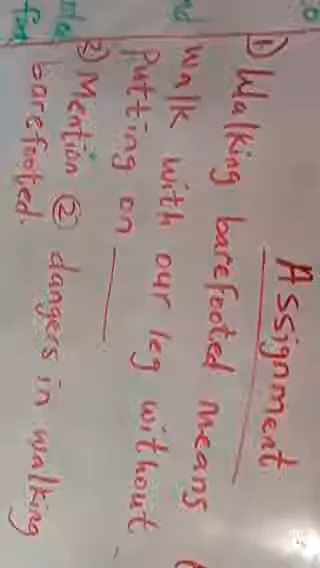 Assignment
1) Walking barefooted means
walk with our leg without
putting on ______
2) Mention 2 dangers in walking
barefooted.